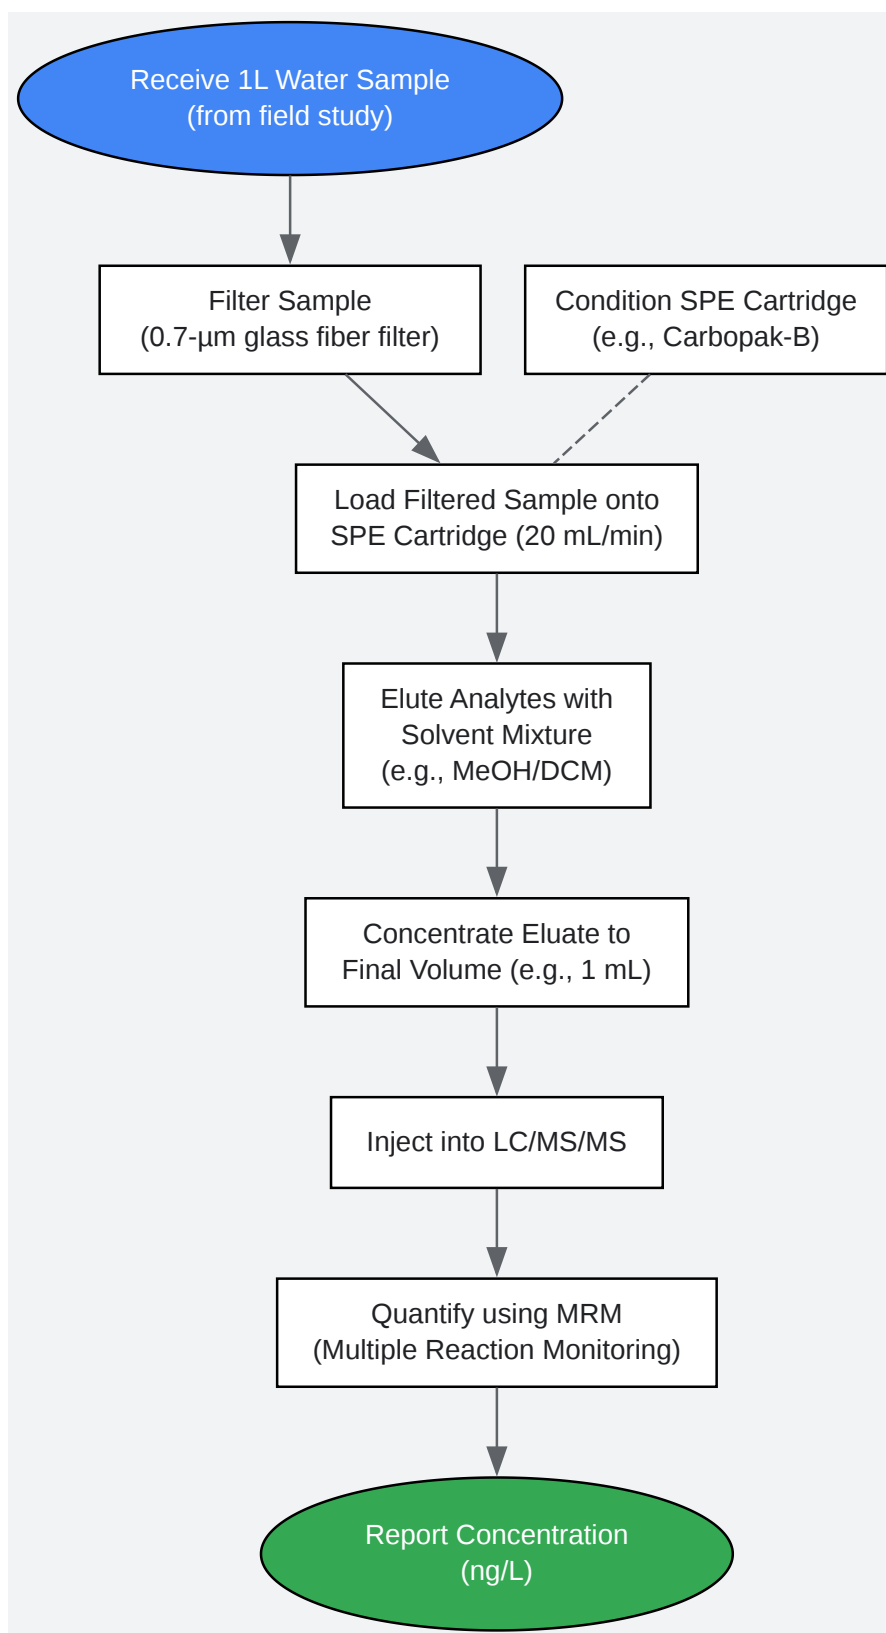 Receive 1L Water Sample
(from field study)
Filter Sample
(0.7-µm glass fiber filter)
Condition SPE Cartridge
(e.g., Carbopak-B)
Load Filtered Sample onto
SPE Cartridge (20 mL/min)
Elute Analytes with
Solvent Mixture
(e.g., MeOH/DCM)
Concentrate Eluate to
Final Volume (e.g., 1 mL)
Inject into LC/MS/MS
Quantify using MRM
(Multiple Reaction Monitoring)
Report Concentration
(ng/L)